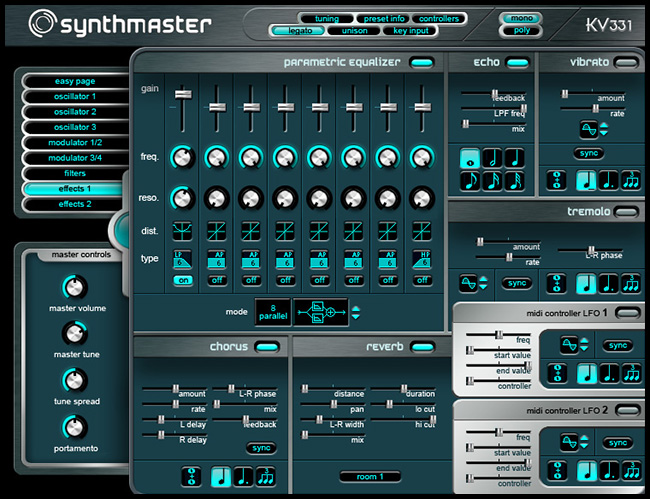 synthmaster
tuning preset info controllers
legato unison key input
mono
poly
KV331
easy page
oscillator 1
oscillator 2
oscillator 3
modulator 1/2
modulator 3/4
filters
effects 1
effects 2
master controls
master volume
master tune
tune spread
portamento
PARAMETRIC EQUALIZER
gain
freq.
reso.
dist.
type
LP AP AP AP AP AP AP HP
6 6 6 6 6 6 6 6
on off off off off off off off
mode
8
parallel
ECHO
feedback
LPF freq
mix
VIBRATO
amount
rate
sync
TREMOLO
amount
rate
L-R phase
sync
midi controller LFO 1
freq
start value
end value
controller
sync
midi controller LFO 2
freq
start value
end value
controller
sync
CHORUS
amount
L-R phase
rate
mix
L delay
feedback
R delay
sync
REVERB
distance
duration
pan
lo cut
L-R width
hi cut
mix
room 1